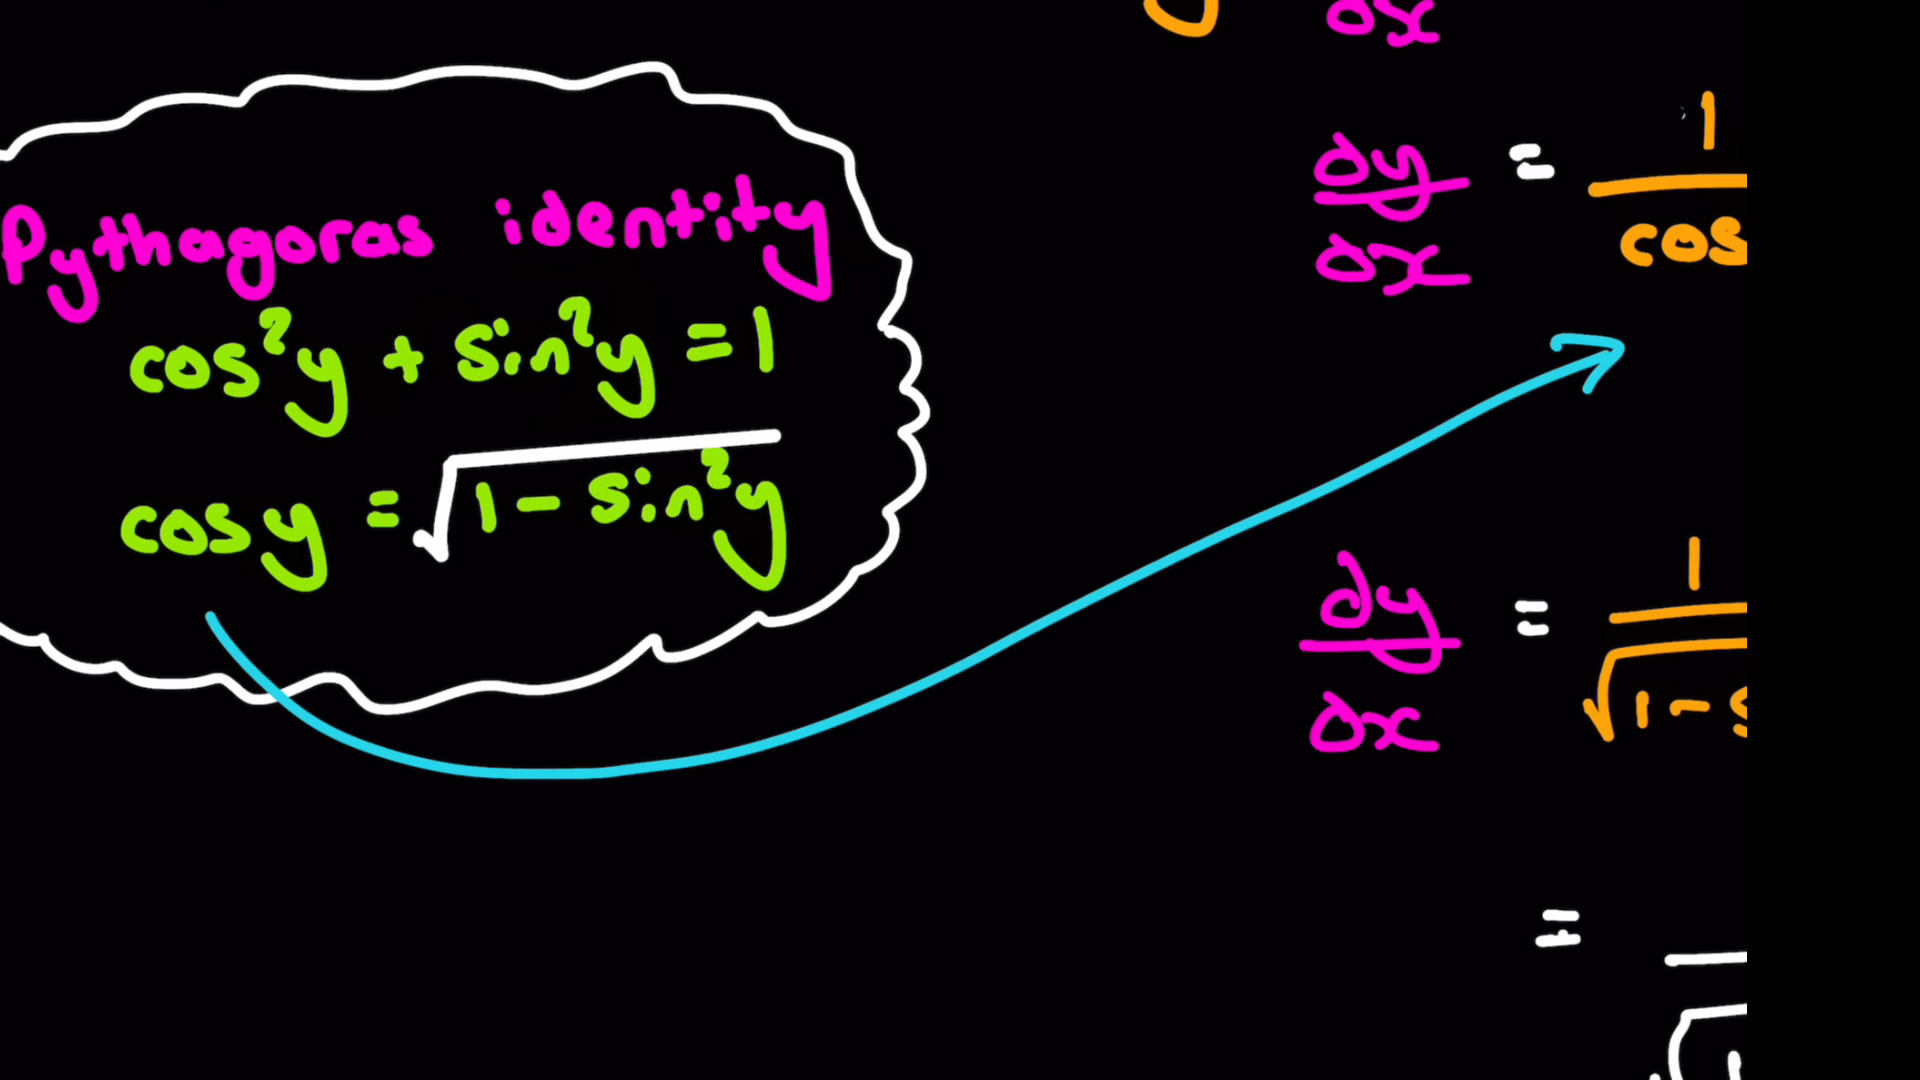 Pythagoras identity
cos²y + sin²y = 1
cosy = √1 - sin²y
dy/dx = 1/cos
dy/dx = 1/√1 -
=